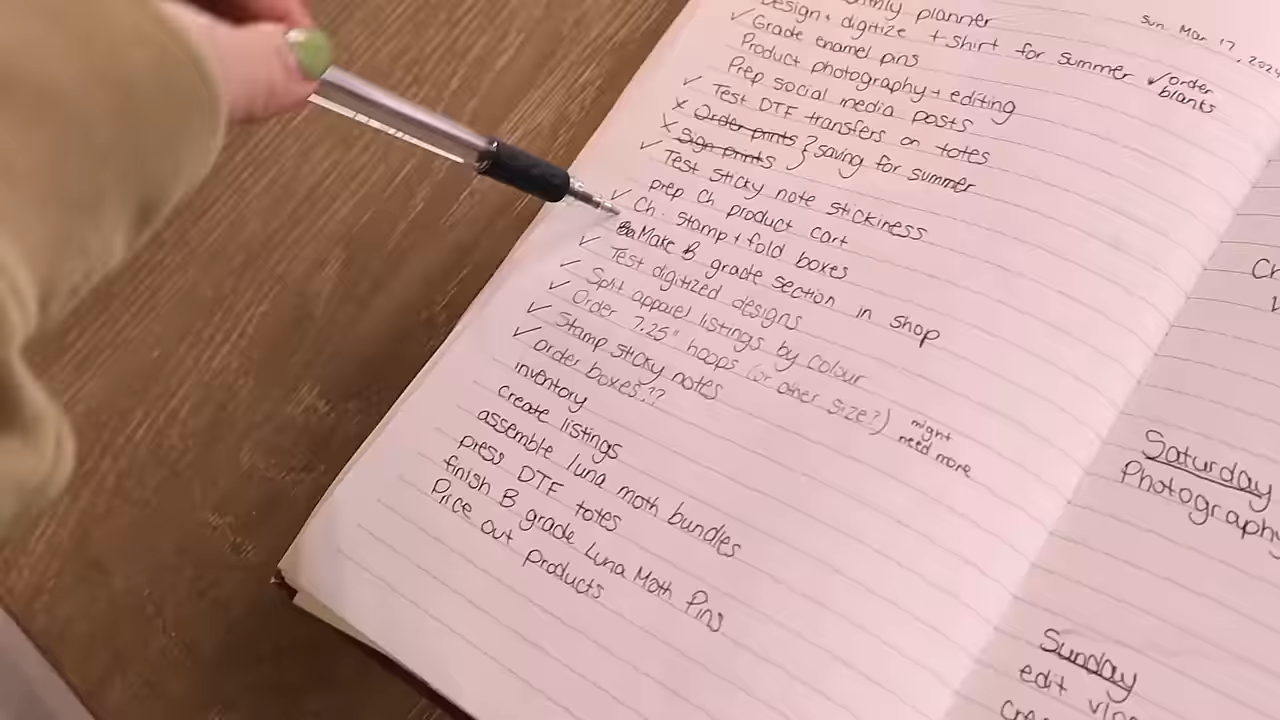 Sun. Mar 17, 2024
planner
✓ Design + digitize t-shirt for summer ✓order blanks
Grade enamel pins
Product photography + editing
Prep social media posts
✓ Test DTF transfers on totes
x Order prints } saving for summer
x Sign prints
✓ Test sticky note stickiness
prep Ch. product cart
✓ Ch. stamp + fold boxes
Make B grade section in shop
✓ Test digitized designs
✓ Split apparel listings by colour
✓ Order 7.25" hoops (or other size?) might need more
✓ Stamp sticky notes
✓ order boxes??
inventory
create listings
assemble luna moth bundles
press DTF totes
finish B grade Luna Moth Pins
Price out products
Saturday
Photography
Sunday
edit